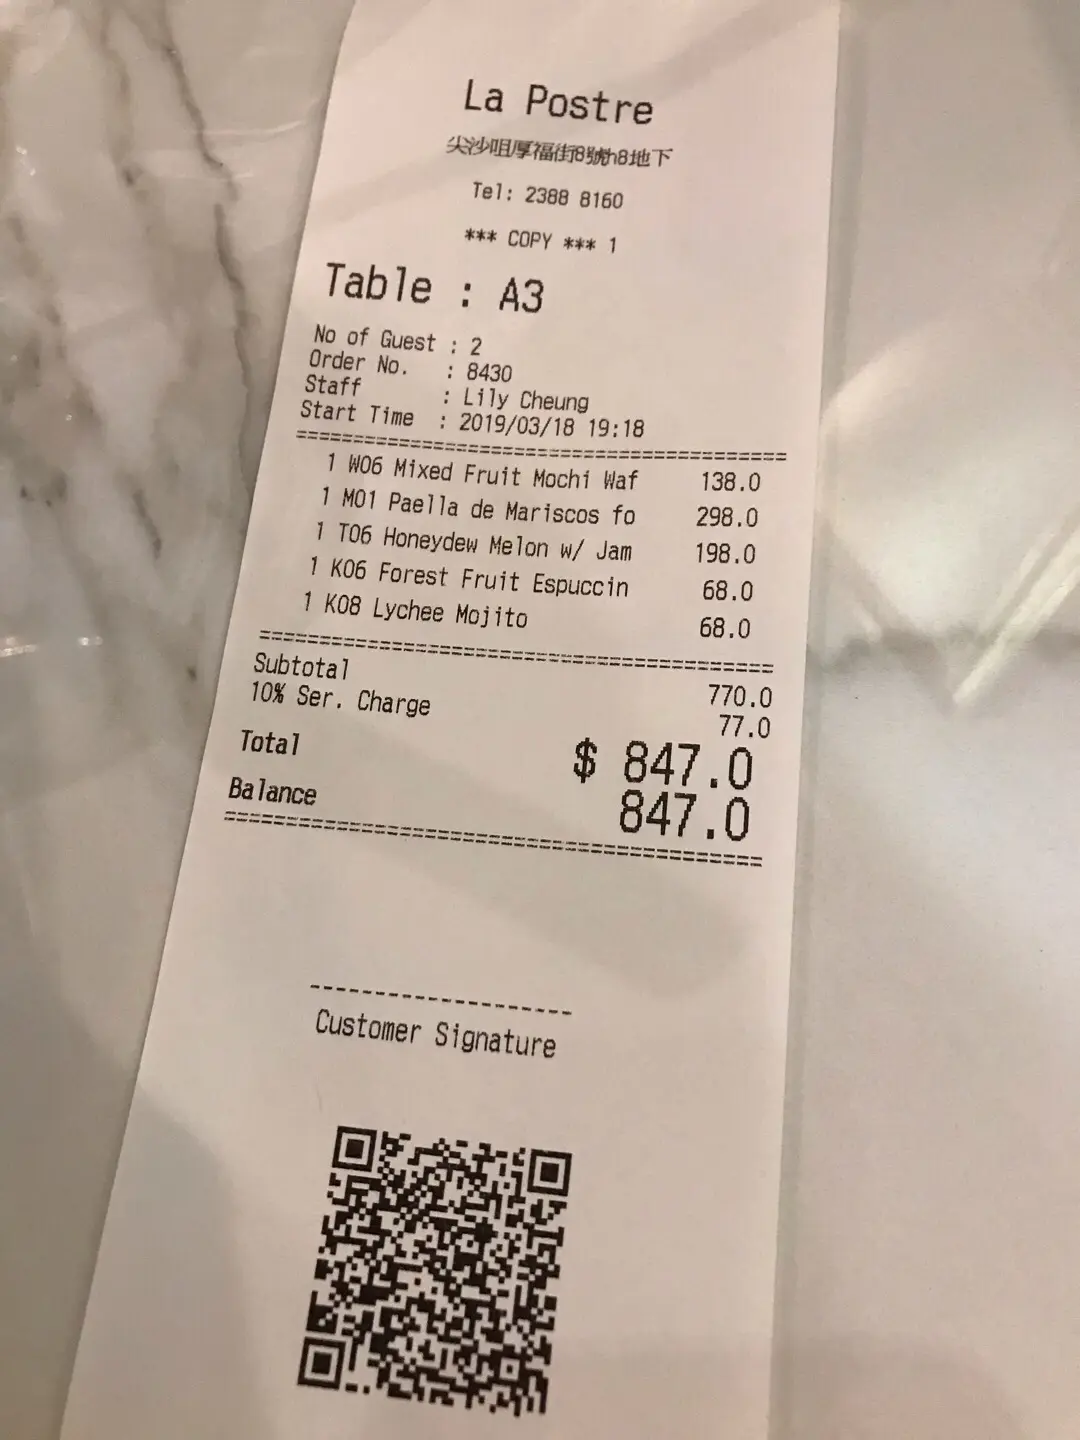 La Postre
尖沙咀厚福街8號h8地下
Tel: 2388 8160
*** COPY *** 1
Table : A3
No of Guest : 2
Order No. : 8430
Staff : Lily Cheung
Start Time : 2019/03/18 19:18
1 W06 Mixed Fruit Mochi Waf 138.0
1 M01 Paella de Mariscos fo 298.0
1 T06 Honeydew Melon w/ Jam 198.0
1 K06 Forest Fruit Espuccin 68.0
1 K08 Lychee Mojito 68.0
Subtotal 770.0
10% Ser. Charge 77.0
Total $ 847.0
Balance 847.0
Customer Signature